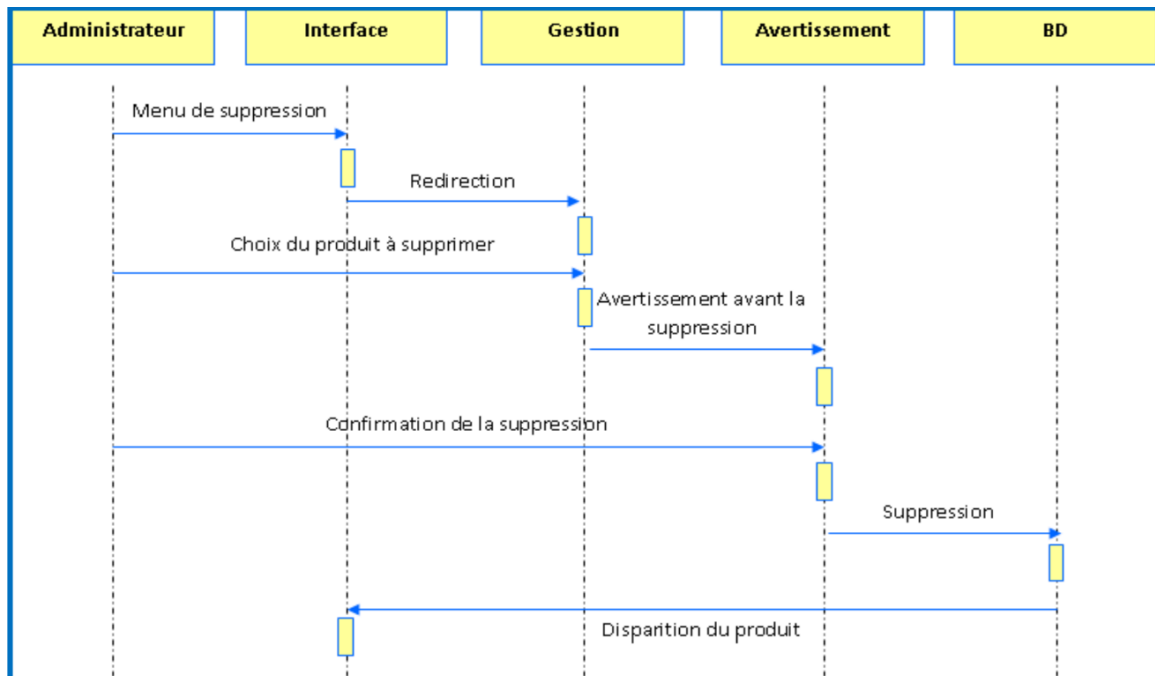 Administrateur
Interface
Gestion
Avertissement
BD
Menu de suppression
Redirection
Choix du produit à supprimer
Avertissement avant la
suppression
Confirmation de la suppression
Suppression
Disparition du produit